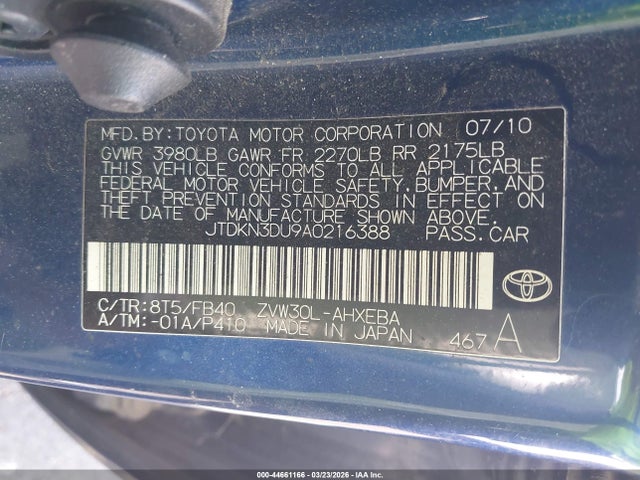 MFD. BY: TOYOTA MOTOR CORPORATION 07/10
GVWR 3980LB GAWR FR 2270LB RR 2175LB
THIS VEHICLE CONFORMS TO ALL APPLICABLE
FEDERAL MOTOR VEHICLE SAFETY, BUMPER, AND
THEFT PREVENTION STANDARDS IN EFFECT ON
THE DATE OF MANUFACTURE SHOWN ABOVE.
JTDKN3DU9A0216388 PASS. CAR
C/TR: 8T5/FB40 ZVW30L-AHXEBA
A/TM: -01A/P410 MADE IN JAPAN 467 A
000-44661166 | 03/23/2026 | IAA Inc.